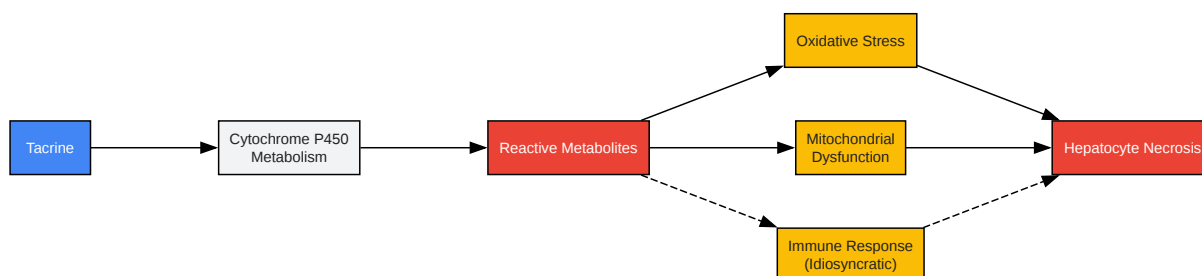 Oxidative Stress
Tacrine
Cytochrome P450
Metabolism
Reactive Metabolites
Mitochondrial
Dysfunction
Hepatocyte Necrosis
Immune Response
(Idiosyncratic)